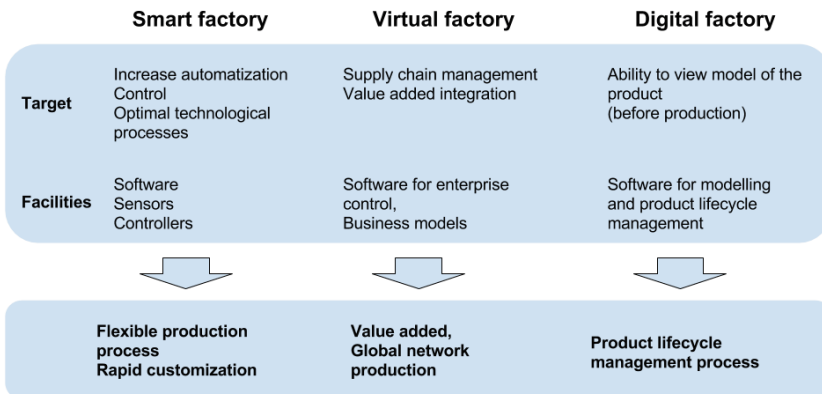 Smart factory
Virtual factory
Digital factory
Target
Increase automatization
Control
Optimal technological
processes
Supply chain management
Value added integration
Ability to view model of the
product
(before production)
Facilities
Software
Sensors
Controllers
Software for enterprise
control,
Business models
Software for modelling
and product lifecycle
management
Flexible production
process
Rapid customization
Value added,
Global network
production
Product lifecycle
management process